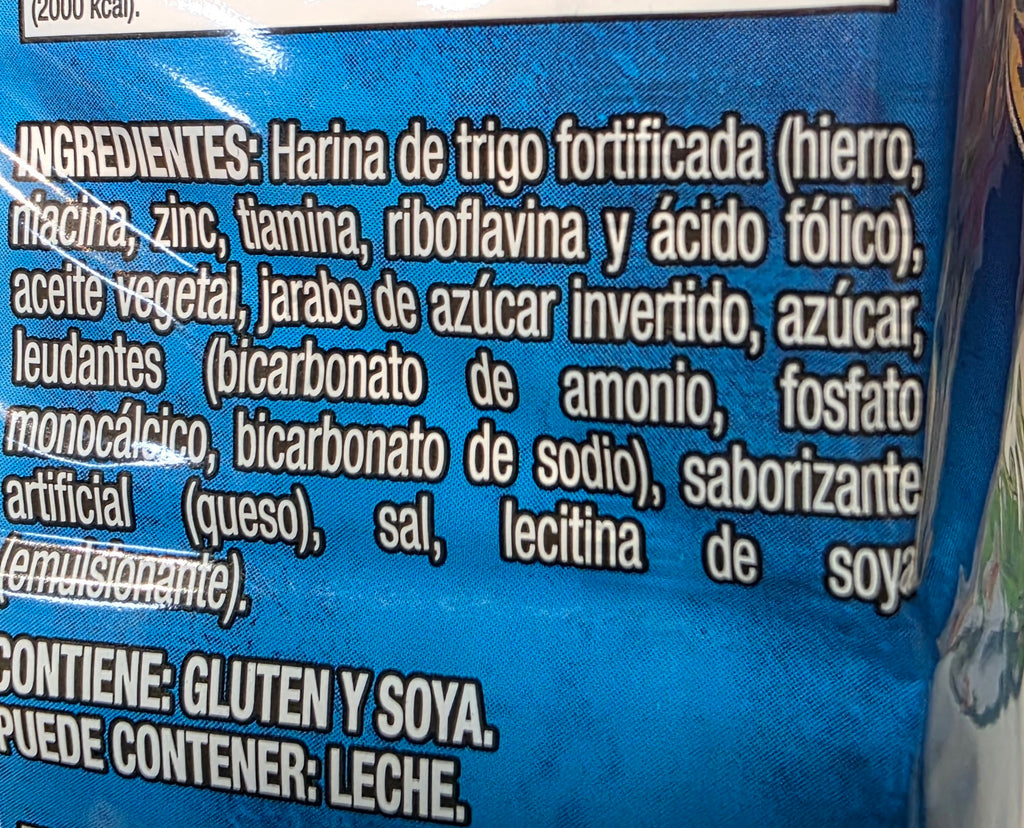 (2000 kcal).
INGREDIENTES: Harina de trigo fortificada (hierro,
niacina, zinc, tiamina, riboflavina y ácido fólico),
aceite vegetal, jarabe de azúcar invertido, azúcar,
leudantes (bicarbonato de amonio, fosfato
monocálcico, bicarbonato de sodio), saborizante
artificial (queso), sal, lecitina de soya
(emulsionante).
CONTIENE: GLUTEN Y SOYA.
PUEDE CONTENER: LECHE.